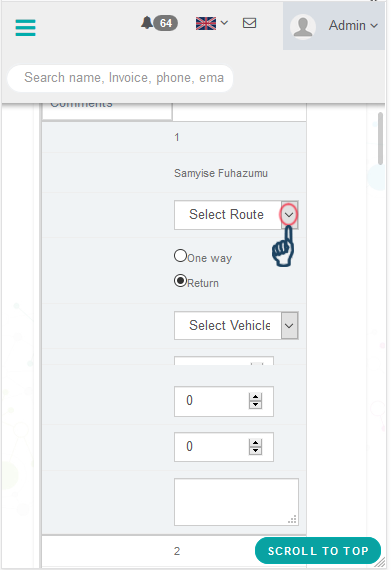 64
Admin
Search name, Invoice, phone, ema
Comments
1
Samyise Fuhazumu
Select Route
One way
Return
Select Vehicle
0
0
SCROLL TO TOP
2